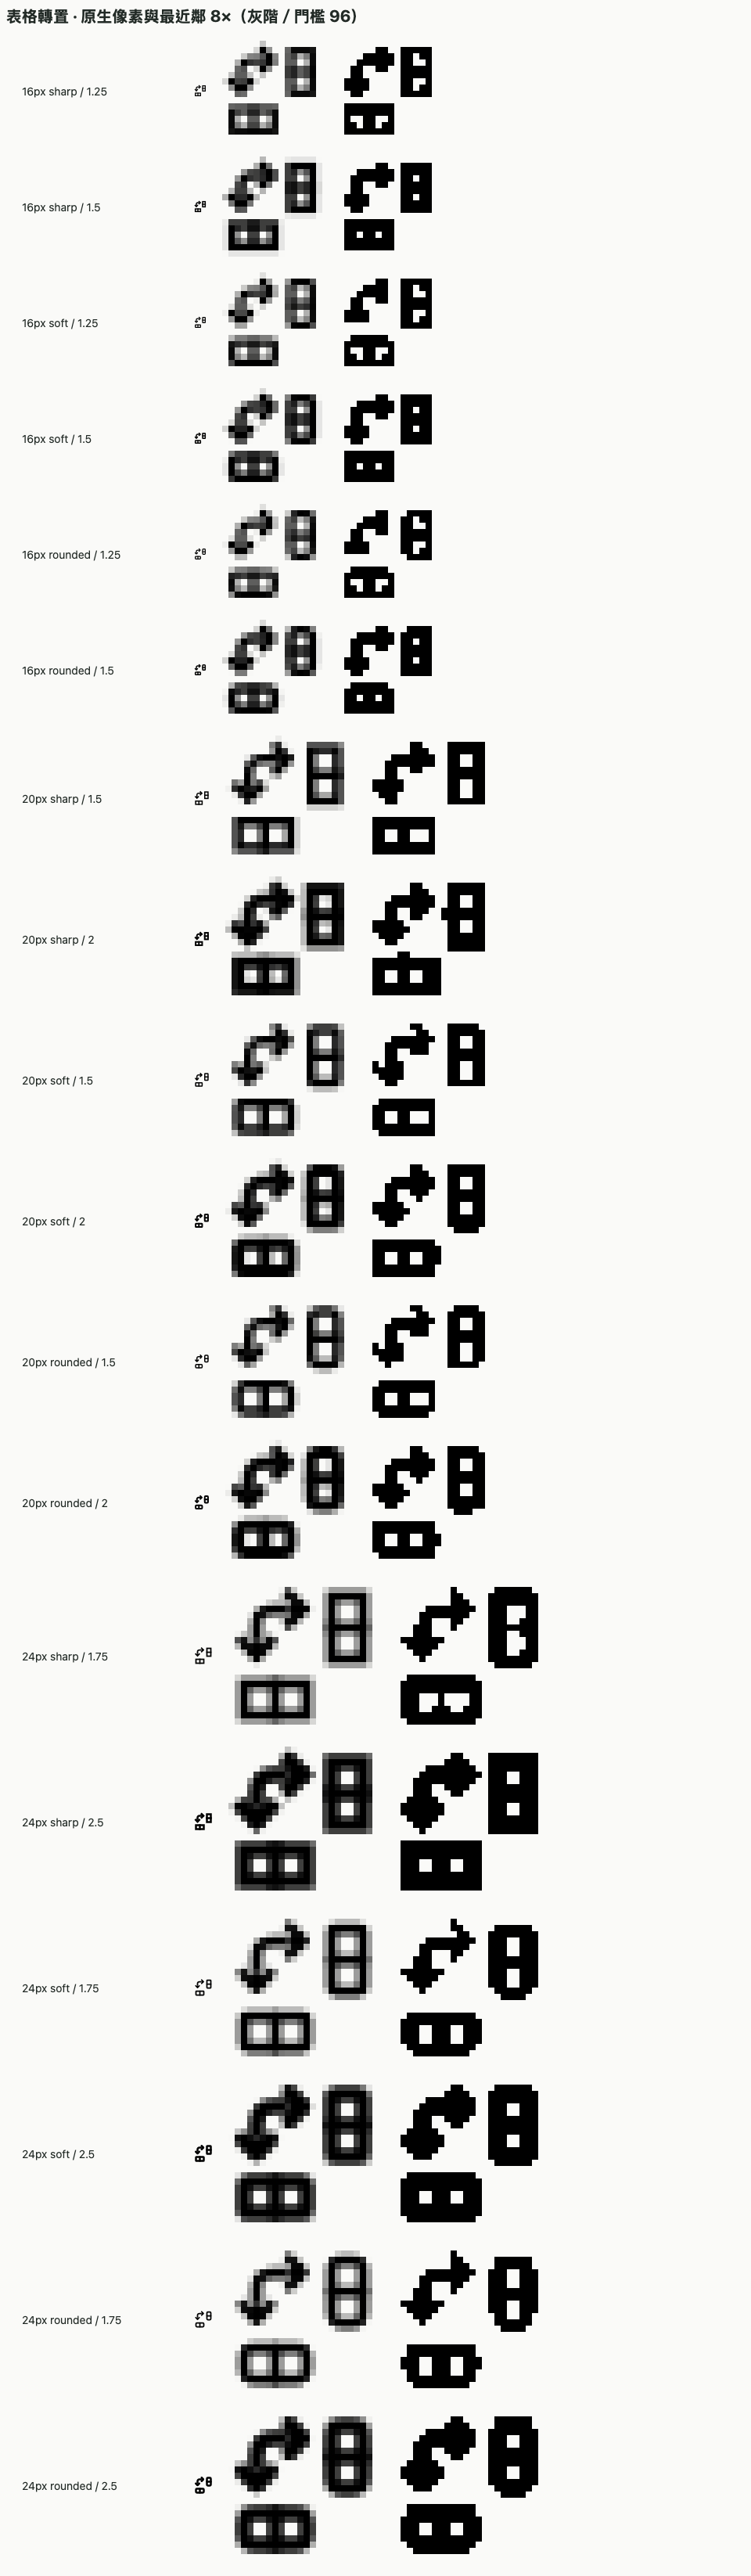 表格轉置 · 原生像素與最近鄰 8×（灰階 / 門檻 96）
16px sharp / 1.25
16px sharp / 1.5
16px soft / 1.25
16px soft / 1.5
16px rounded / 1.25
16px rounded / 1.5
20px sharp / 1.5
20px sharp / 2
20px soft / 1.5
20px soft / 2
20px rounded / 1.5
20px rounded / 2
24px sharp / 1.75
24px sharp / 2.5
24px soft / 1.75
24px soft / 2.5
24px rounded / 1.75
24px rounded / 2.5